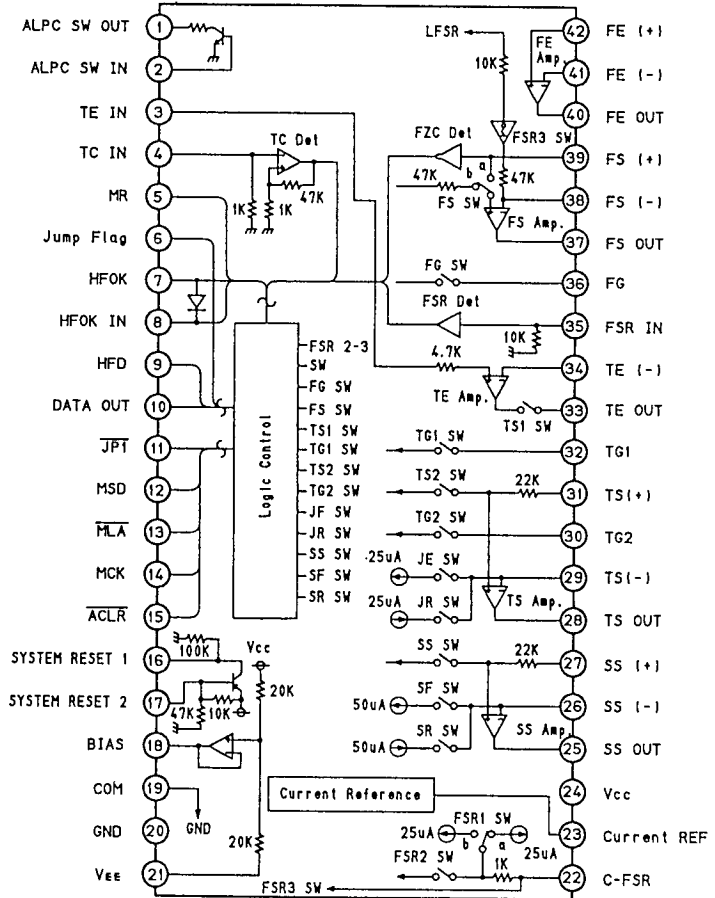 1 ALPC SW OUT
2 ALPC SW IN
3 TE IN
4 TC IN
5 MR
6 Jump Flag
7 HFOK
8 HFOK IN
9 HFD
10 DATA OUT
11 JP1
12 MSD
13 MLA
14 MCK
15 ACLR
16 SYSTEM RESET 1
17 SYSTEM RESET 2
18 BIAS
19 COM
20 GND
21 VEE
TC Det
47K
1K
1K
Logic Control
FSR 2-3
SW
FG SW
FS SW
TS1 SW
TG1 SW
TS2 SW
TG2 SW
JF SW
JR SW
SS SW
SF SW
SR SW
100K
Vcc
20K
47K
10K
GND
20K
Current Reference
FSR3 SW
LFSR
10K
FE
Amp.
FSR3 SW
FZC Det
a
b
47K
47K
FS SW
FS Amp.
FG SW
FSR Det
10K
4.7K
TE Amp.
TS1 SW
TG1 SW
TS2 SW
22K
TG2 SW
25uA
JE SW
25uA
JR SW
TS Amp.
SS SW
22K
50uA
SF SW
50uA
SR SW
SS Amp.
FSR1 SW
25uA
b
a
25uA
FSR2 SW
1K
42 FE (+)
41 FE (-)
40 FE OUT
39 FS (+)
38 FS (-)
37 FS OUT
36 FG
35 FSR IN
34 TE (-)
33 TE OUT
32 TG1
31 TS(+)
30 TG2
29 TS(-)
28 TS OUT
27 SS (+)
26 SS (-)
25 SS OUT
24 Vcc
23 Current REF
22 C-FSR